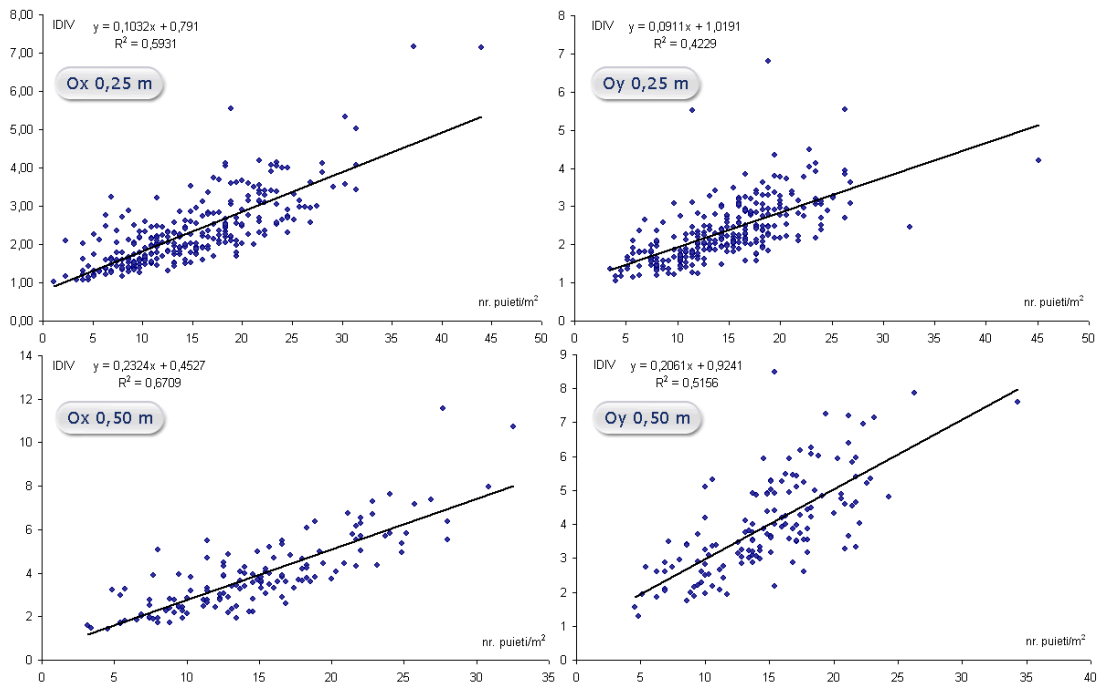 8,00
7,00
6,00
5,00
4,00
3,00
2,00
1,00
0,00
IDIV y = 0,1032x + 0,791
R² = 0,5931
Ox 0,25 m
nr. puieti/m²
0 5 10 15 20 25 30 35 40 45 50
8
7
6
5
4
3
2
1
0
IDIV y = 0,0911x + 1,0191
R² = 0,4229
Oy 0,25 m
nr. puieti/m²
0 5 10 15 20 25 30 35 40 45 50
14
12
10
8
6
4
2
0
IDIV y = 0,2324x + 0,4527
R² = 0,6709
Ox 0,50 m
nr. puieti/m²
0 5 10 15 20 25 30 35
9
8
7
6
5
4
3
2
1
0
IDIV y = 0,2061x + 0,9241
R² = 0,5156
Oy 0,50 m
nr. puieti/m²
0 5 10 15 20 25 30 35 40